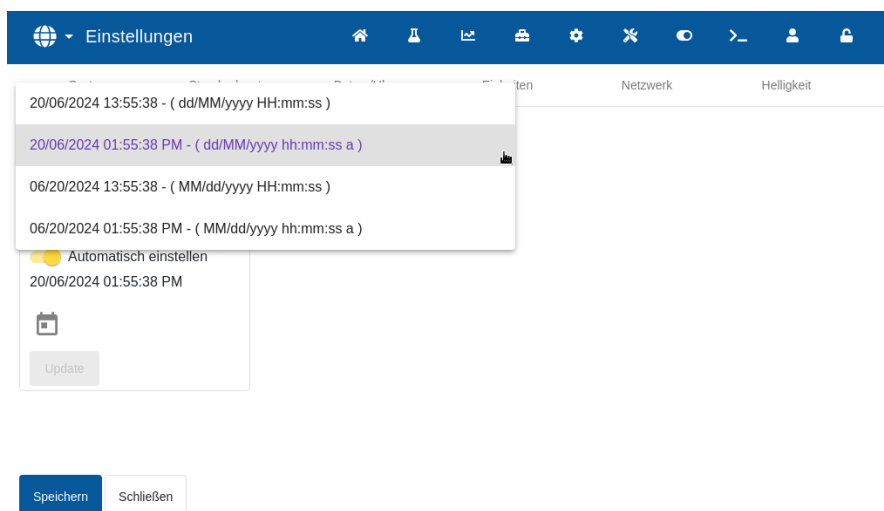 Einstellungen
Netzwerk
Helligkeit
20/06/2024 13:55:38 - ( dd/MM/yyyy HH:mm:ss )
20/06/2024 01:55:38 PM - ( dd/MM/yyyy hh:mm:ss a )
06/20/2024 13:55:38 - ( MM/dd/yyyy HH:mm:ss )
06/20/2024 01:55:38 PM - ( MM/dd/yyyy hh:mm:ss a )
Automatisch einstellen
20/06/2024 01:55:38 PM
Update
Speichern
Schließen